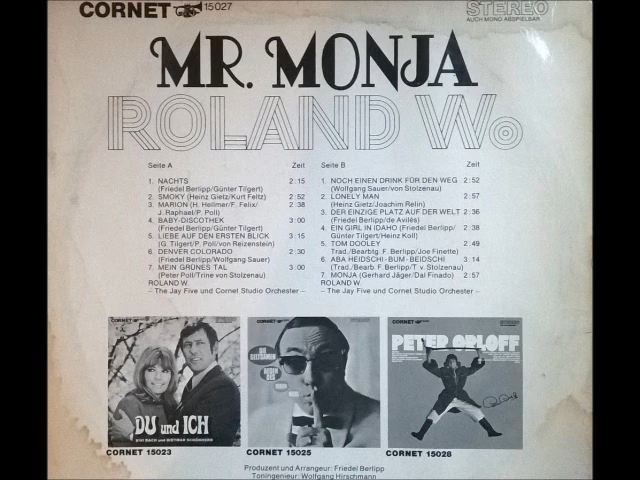 CORNET 15027
STEREO
AUCH MONO ABSPIELBAR
MR. MONJA
ROLAND W.
Seite A Zeit
1. NACHTS 2:15
(Friedel Berlipp/Günter Tilgert)
2. SMOKY (Heinz Gietz/Kurt Feltz) 2:52
3. MARION (H. Hellmer/F. Felix/ 2:38
J. Raphael/P. Poll)
4. BABY-DISCOTHEK 3:00
(Friedel Berlipp/Günter Tilgert)
5. LIEBE AUF DEN ERSTEN BLICK 3:15
(G. Tilgert/P. Poll/von Reizenstein)
6. DENVER COLORADO 2:30
(Friedel Berlipp/Wolfgang Sauer)
7. MEIN GRÜNES TAL 3:00
(Peter Poll/Trine von Stolzenau)
ROLAND W.
– The Jay Five und Cornet Studio Orchester –
Seite B Zeit
1. NOCH EINEN DRINK FÜR DEN WEG 2:52
(Wolfgang Sauer/von Stolzenau)
2. LONELY MAN 2:57
(Heinz Gietz/Joachim Relin)
3. DER EINZIGE PLATZ AUF DER WELT 2:36
(Friedel Berlipp/de Avilés)
4. EIN GIRL IN IDAHO (Friedel Berlipp/ 2:38
Günter Tilgert/Heinz Koll)
5. TOM DOOLEY 2:49
Trad./Bearbtg. F. Berlipp/Joe Finette)
6. ABA HEIDSCHI-BUM-BEIDSCHI 3:14
(Trad./Bearb. F. Berlipp/T v. Stolzenau)
7. MONJA (Gerhard Jäger/Dal Finado) 2:57
ROLAND W.
– The Jay Five und Cornet Studio Orchester –
CORNET
DU und ICH
VIVI BACH und DIETMAR SCHÖNHERR
CORNET
DIE SELTSAMEN
DES
CORNET
PETER ORLOFF
CORNET 15023
CORNET 15025
CORNET 15026
Produzent und Arrangeur: Friedel Berlipp
Toningenieur: Wolfgang Hirschmann